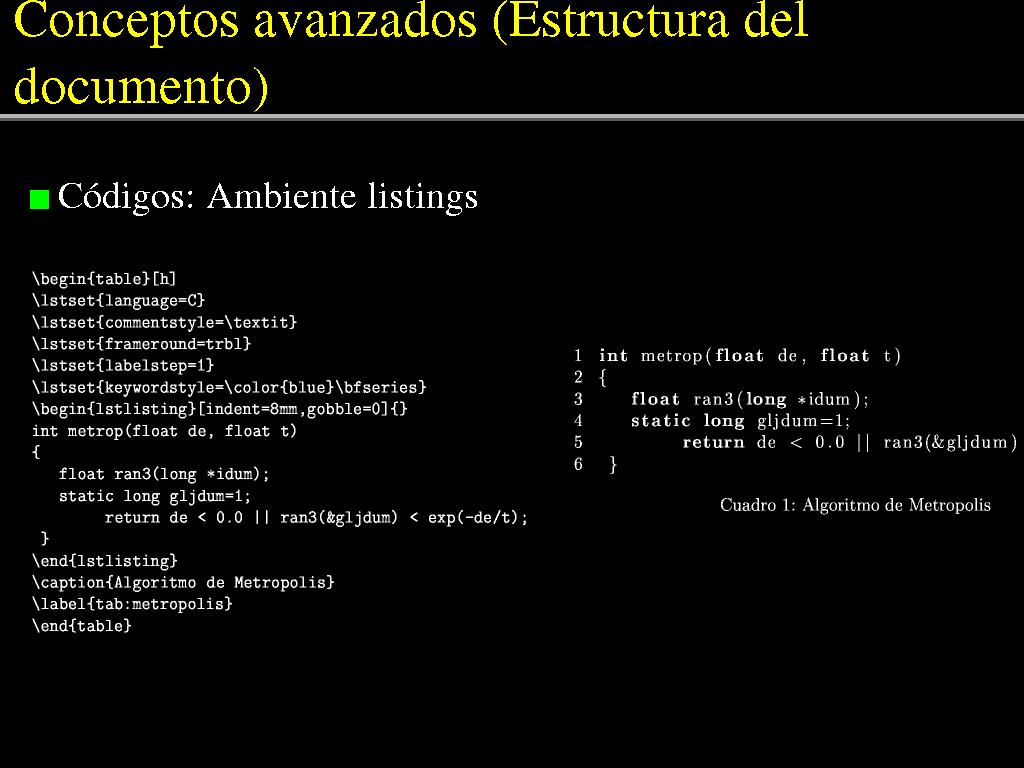 Conceptos avanzados (Estructura del
documento)
Códigos: Ambiente listings
\begin{table}[h]
\lstset{language=C}
\lstset{commentstyle=\textit}
\lstset{frameround=trbl}
\lstset{labelstep=1}
\lstset{keywordstyle=\color{blue}\bfseries}
\begin{lstlisting}[indent=8mm,gobble=0]{}
int metrop(float de, float t)
{
   float ran3(long *idum);
   static long gljdum=1;
        return de < 0.0 || ran3(&gljdum) < exp(-de/t);
 }
\end{lstlisting}
\caption{Algoritmo de Metropolis}
\label{tab:metropolis}
\end{table}
1 int metrop(float de, float t)
2 {
3    float ran3(long *idum);
4    static long gljdum=1;
5         return de < 0.0 || ran3(&gljdum)
6  }
Cuadro 1: Algoritmo de Metropolis